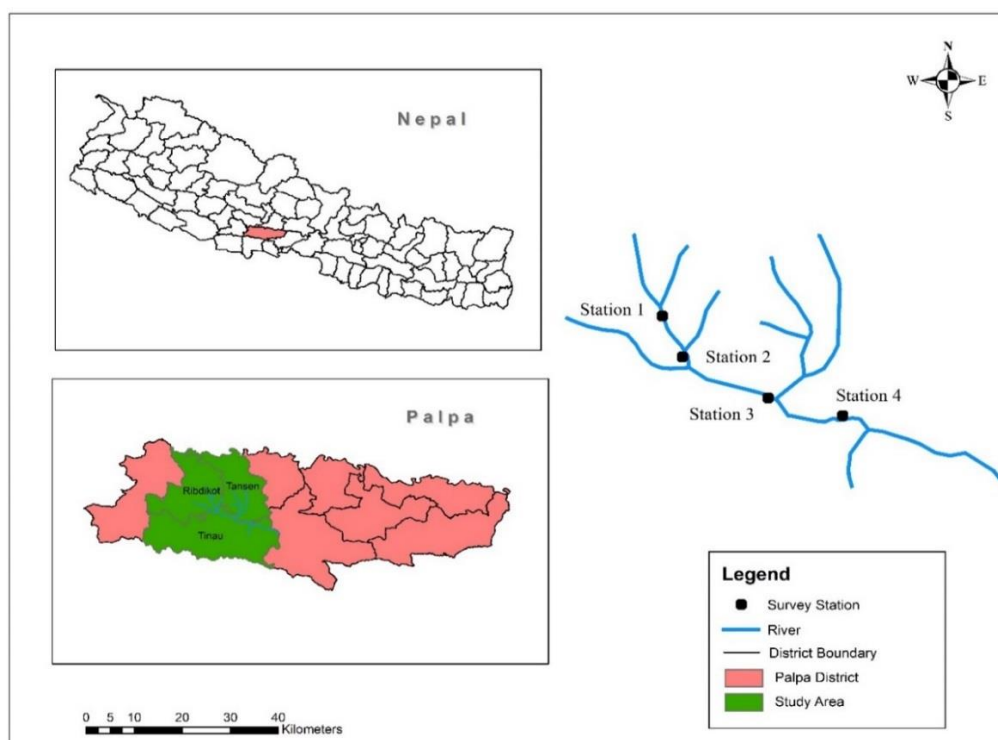 Nepal
N
W E
S
Station 1
Station 2
Station 3
Station 4
Palpa
Ribdikot
Tansen
Tinau
Legend
Survey Station
River
District Boundary
Palpa District
Study Area
0 5 10 20 30 40
Kilometers